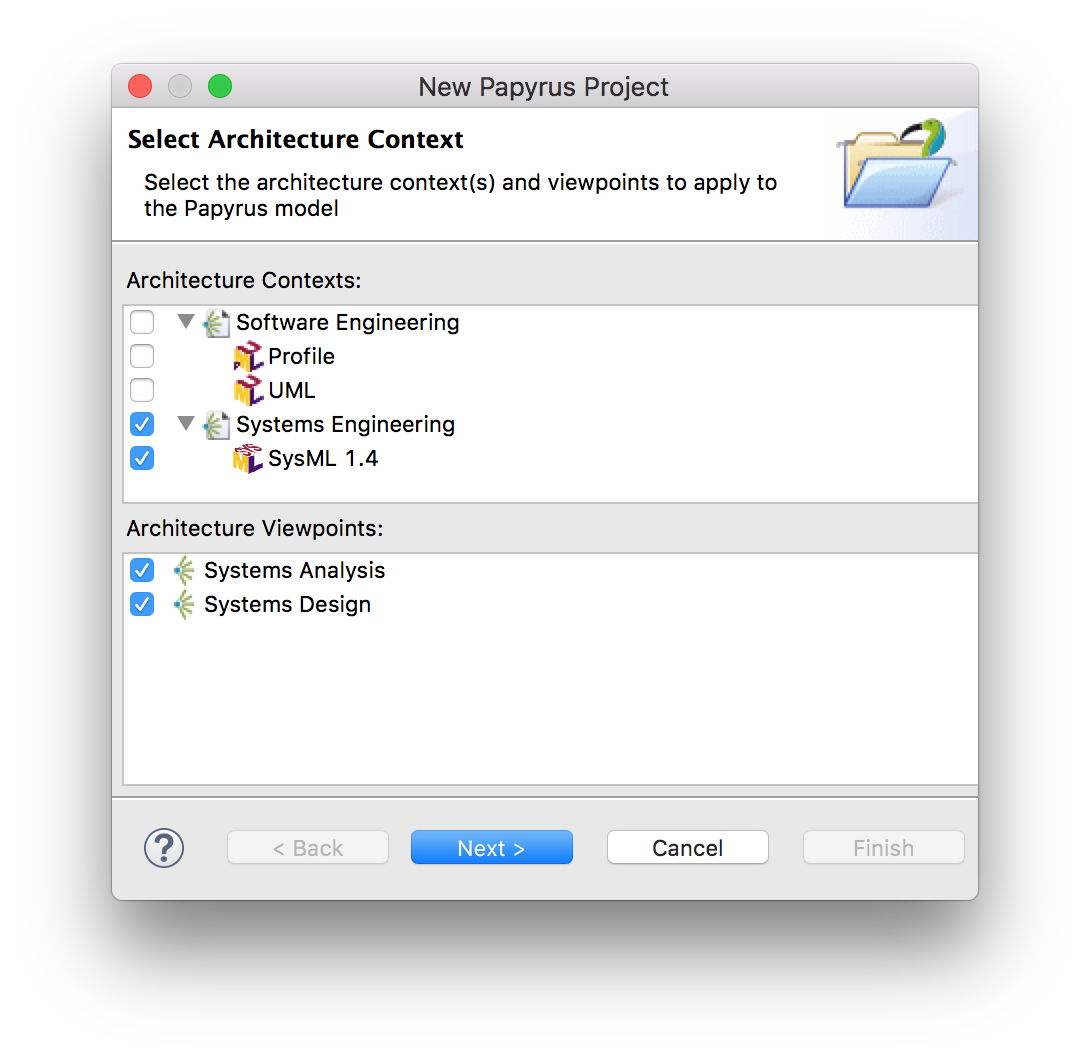 New Papyrus Project
Select Architecture Context
Select the architecture context(s) and viewpoints to apply to
the Papyrus model
Architecture Contexts:
Software Engineering
Profile
UML
Systems Engineering
SysML 1.4
Architecture Viewpoints:
Systems Analysis
Systems Design
? < Back Next > Cancel Finish